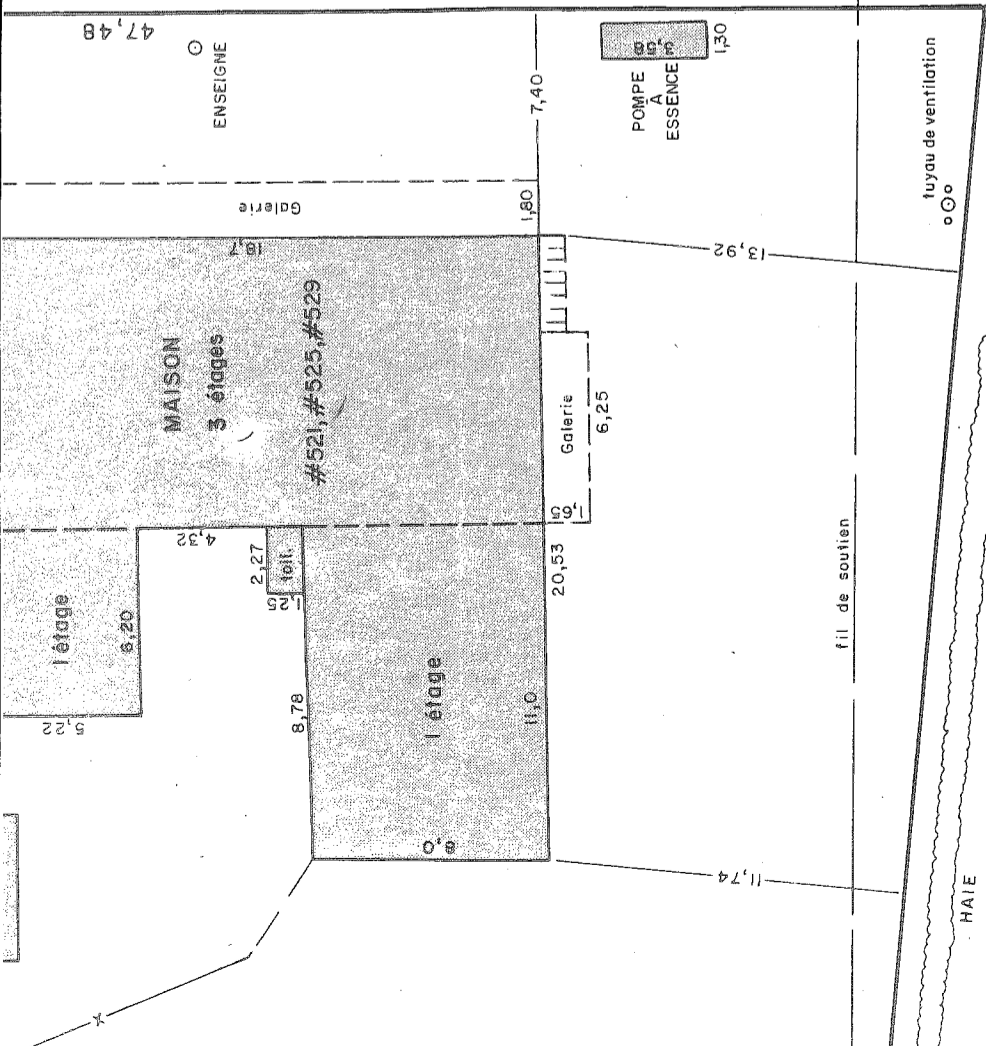 47,48
ENSEIGNE
7,40
POMPE
À
ESSENCE
1,30
tuyau de ventilation
Galerie
1,80
18,7
13,92
MAISON
3 étages
#521, #525, #529
Galerie
6,25
1,65
4,32
2,27
toit.
1,25
20,53
1 étage
6,20
5,22
8,78
1 étage
11,0
8,0
fil de soutien
11,74
HAIE
x